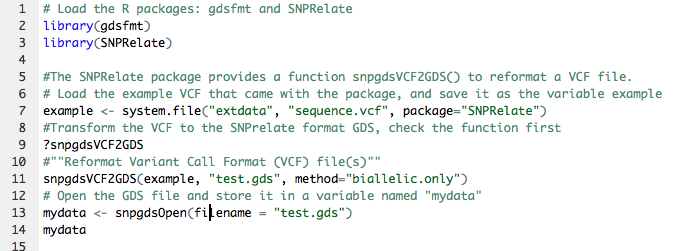 1 # Load the R packages: gdsfmt and SNPRelate
2 library(gdsfmt)
3 library(SNPRelate)
4
5 #The SNPRelate package provides a function snpgdsVCF2GDS() to reformat a VCF file.
6 # Load the example VCF that came with the package, and save it as the variable example
7 example <- system.file("extdata", "sequence.vcf", package="SNPRelate")
8 #Transform the VCF to the SNPrelate format GDS, check the function first
9 ?snpgdsVCF2GDS
10 #""Reformat Variant Call Format (VCF) file(s)""
11 snpgdsVCF2GDS(example, "test.gds", method="biallelic.only")
12 # Open the GDS file and store it in a variable named "mydata"
13 mydata <- snpgdsOpen(filename = "test.gds")
14 mydata
15